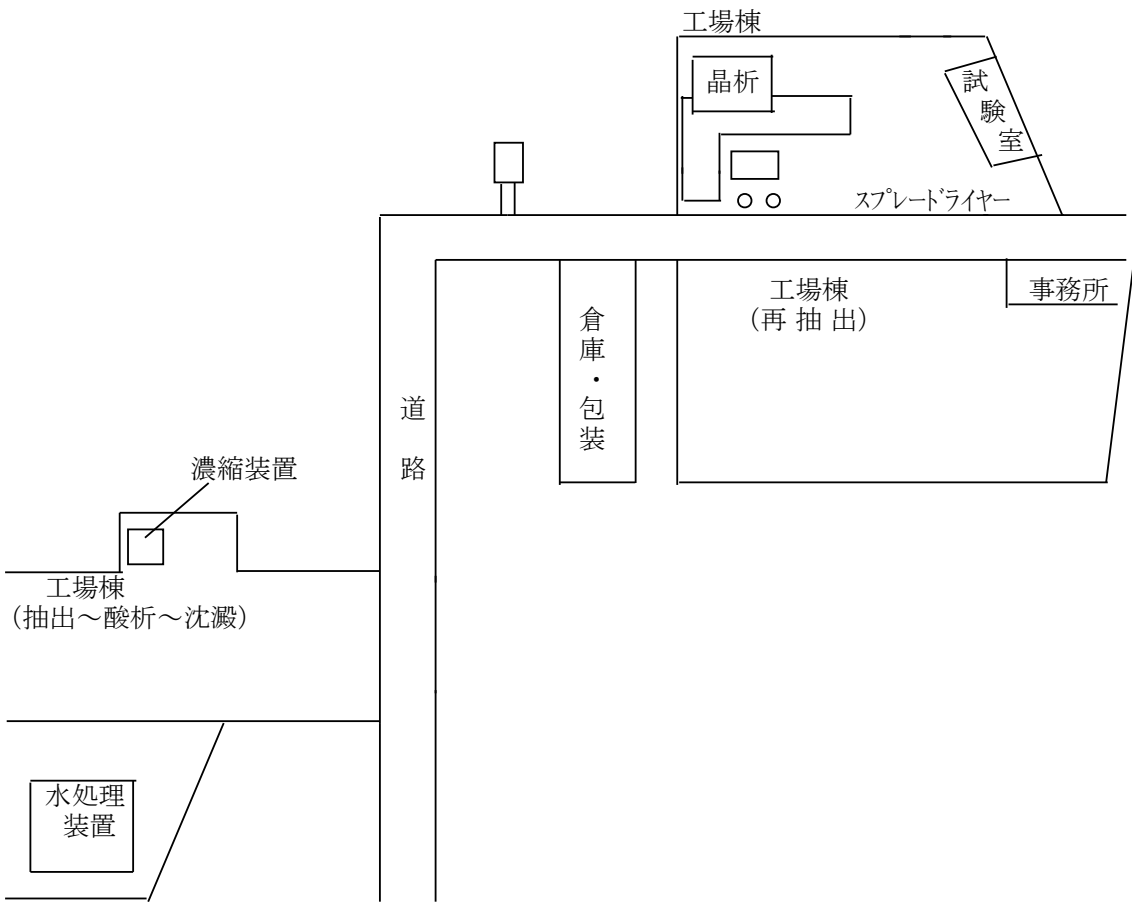 工場棟
晶析
試験室
スプレードライヤー
工場棟
(再抽出)
事務所
倉庫・包装
道路
濃縮装置
工場棟
(抽出~酸析~沈澱)
水処理
装置